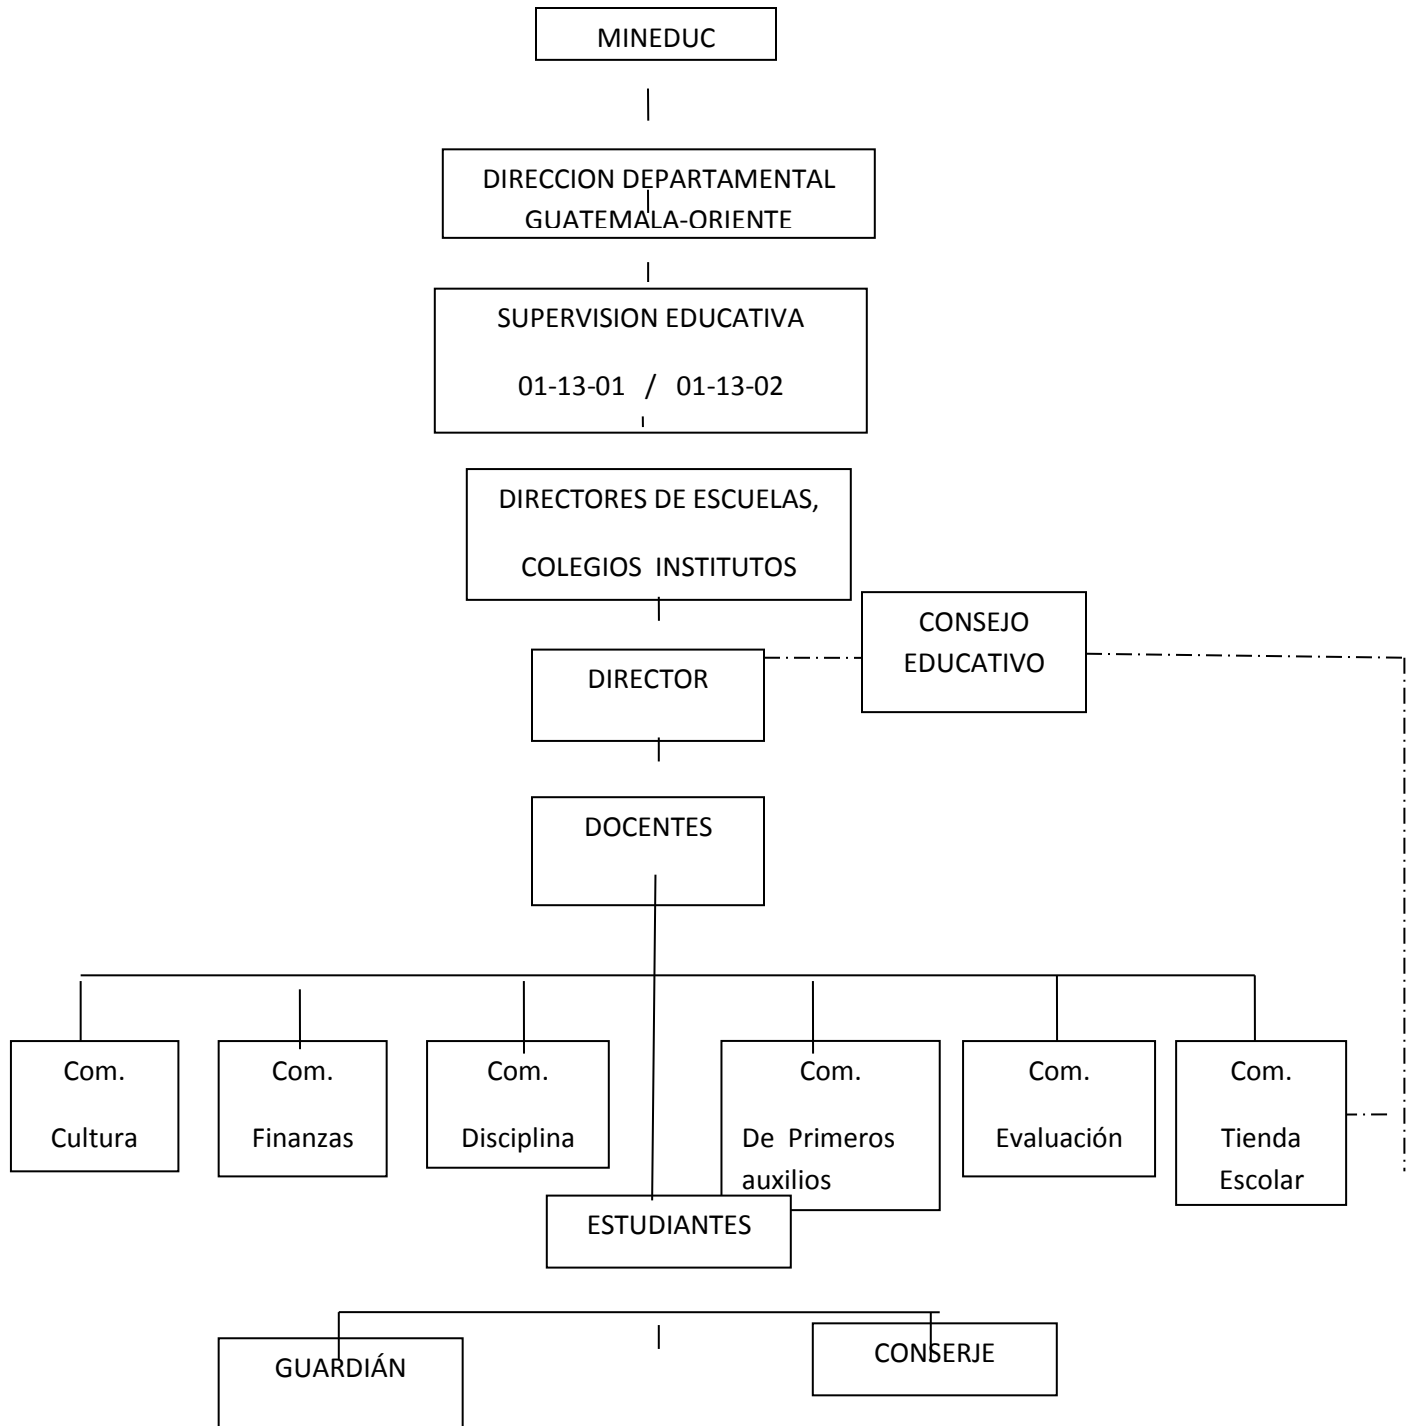 MINEDUC
DIRECCION DEPARTAMENTAL
GUATEMALA-ORIENTE
SUPERVISION EDUCATIVA
01-13-01 / 01-13-02
DIRECTORES DE ESCUELAS,
COLEGIOS INSTITUTOS
CONSEJO
EDUCATIVO
DIRECTOR
DOCENTES
Com.
Cultura
Com.
Finanzas
Com.
Disciplina
Com.
De Primeros
auxilios
Com.
Evaluación
Com.
Tienda
Escolar
ESTUDIANTES
GUARDIÁN
CONSERJE